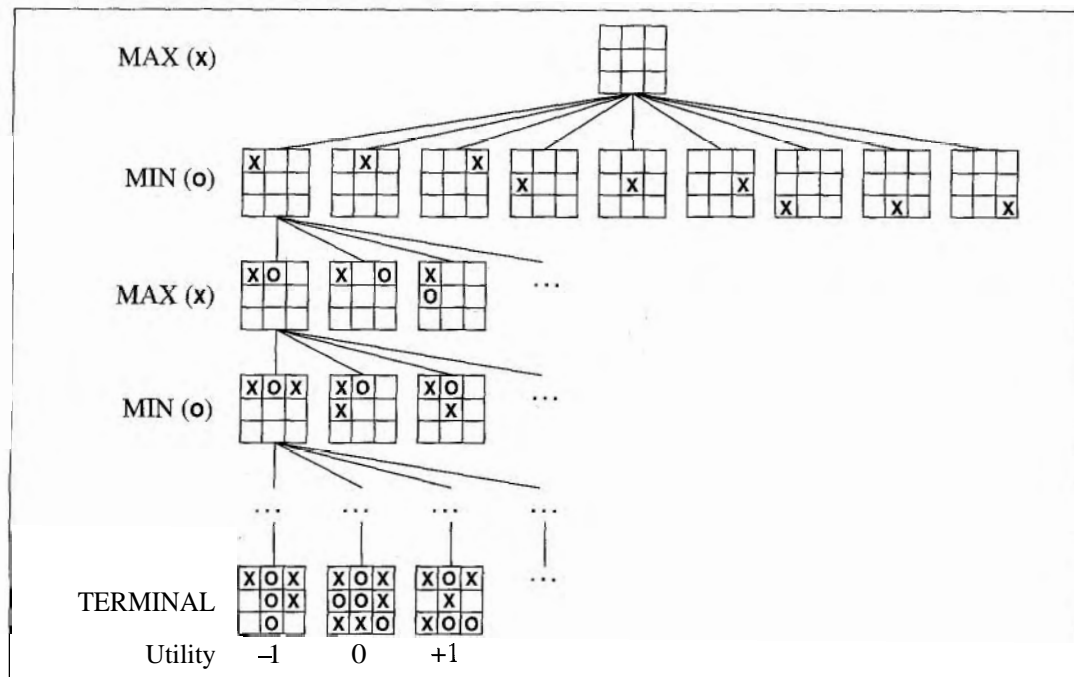 MAX (X)
MIN (O)
X X X X X X X X X
MAX (X)
X O X O X
O
...
MIN (O)
X O X X O X O
X X
...
... ... ... ...
TERMINAL
X O X X O X X O X
O X O O X X
O X X O X O O
...
Utility –1 0 +1